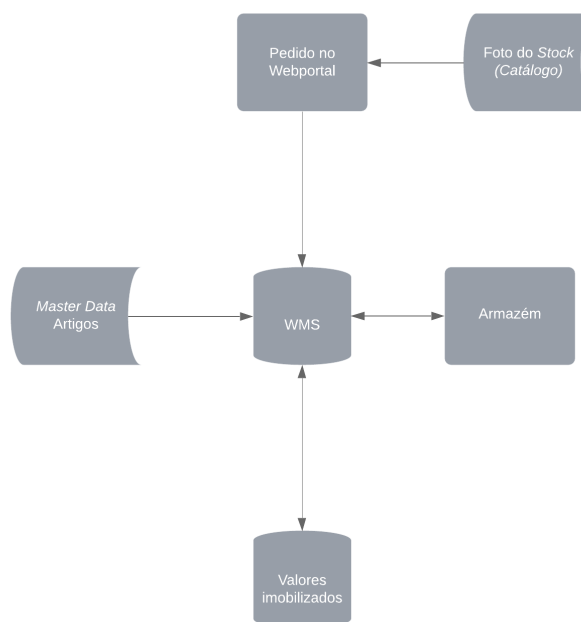 Pedido no
Webportal
Foto do Stock
(Catálogo)
Master Data
Artigos
WMS
Armazém
Valores
imobilizados